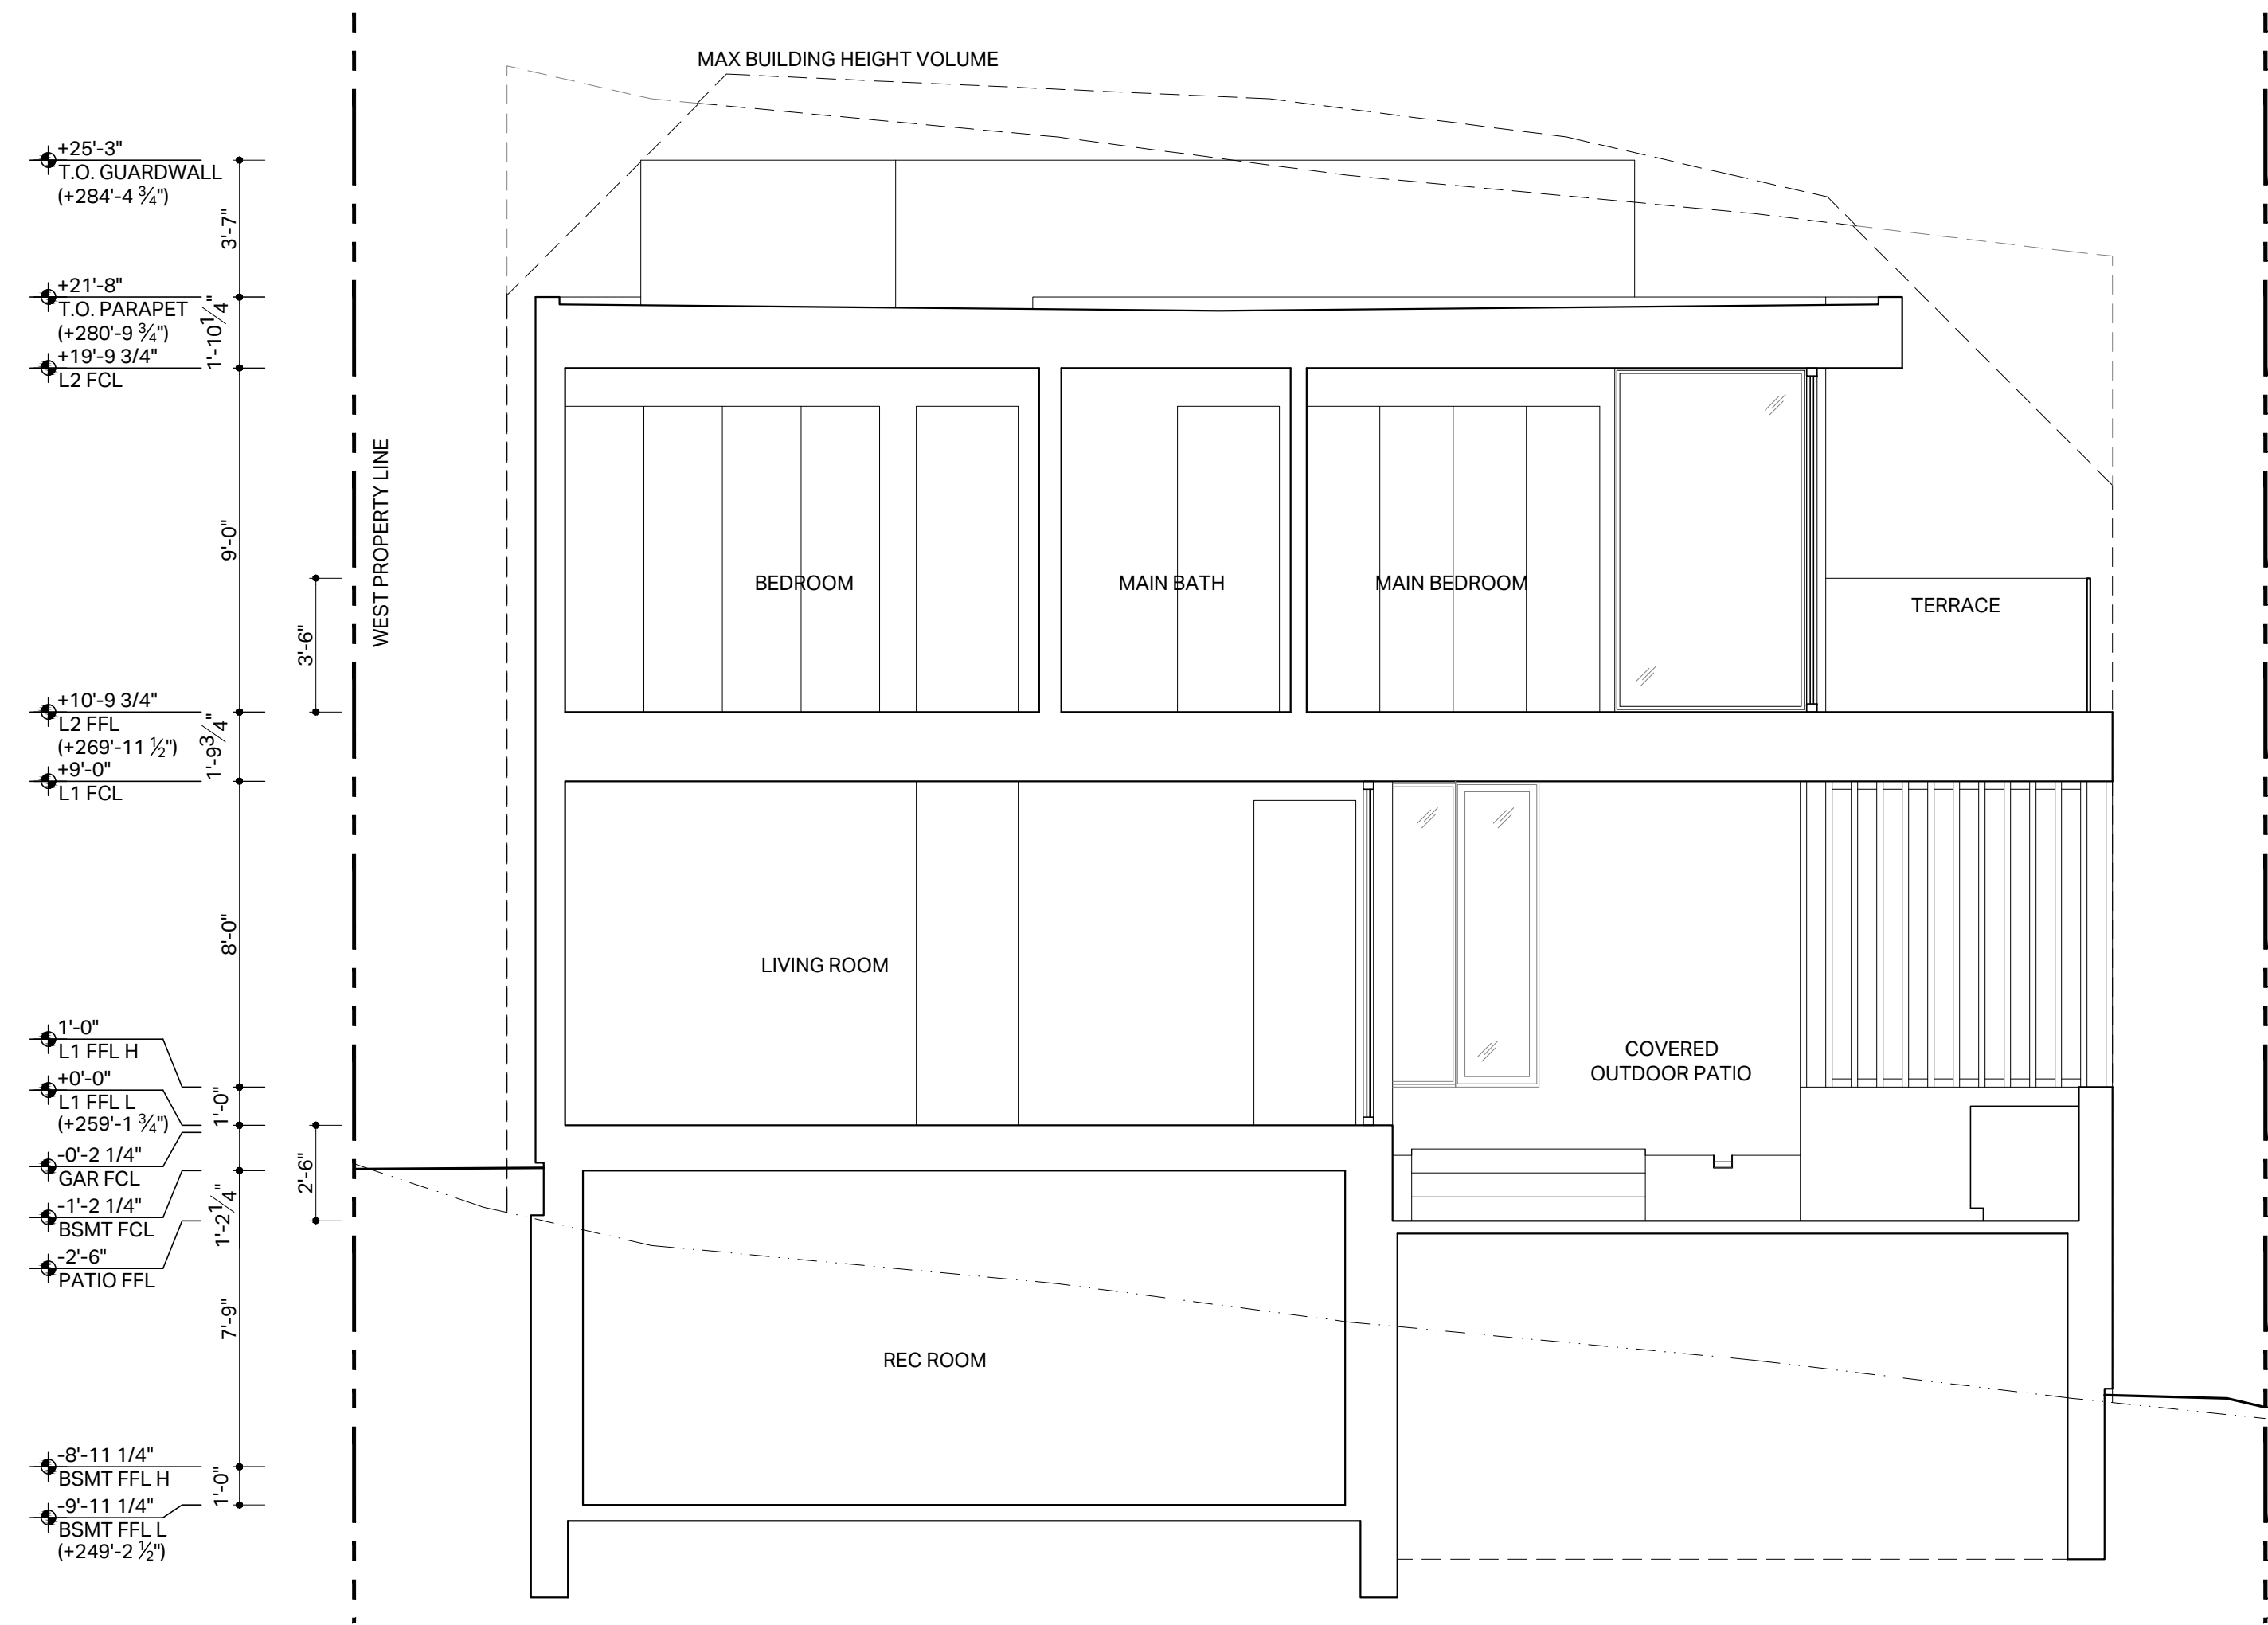 MAX BUILDING HEIGHT VOLUME
+25'-3"
T.O. GUARDWALL
(+284'-4 ¾")
3'-7"
+21'-8"
T.O. PARAPET
(+280'-9 ¾")
1'-10 1/4"
+19'-9 3/4"
L2 FCL
9'-0"
WEST PROPERTY LINE
BEDROOM
MAIN BATH
MAIN BEDROOM
TERRACE
3'-6"
+10'-9 3/4"
L2 FFL
(+269'-11 ½")
1'-9 3/4"
+9'-0"
L1 FCL
8'-0"
LIVING ROOM
COVERED
OUTDOOR PATIO
1'-0"
L1 FFL H
+0'-0"
L1 FFL L
(+259'-1 ¾")
1'-0"
-0'-2 1/4"
GAR FCL
2'-6"
-1'-2 1/4"
BSMT FCL
1'-2 1/4"
-2'-6"
PATIO FFL
7'-9"
REC ROOM
-8'-11 1/4"
BSMT FFL H
1'-0"
-9'-11 1/4"
BSMT FFL L
(+249'-2 ½")